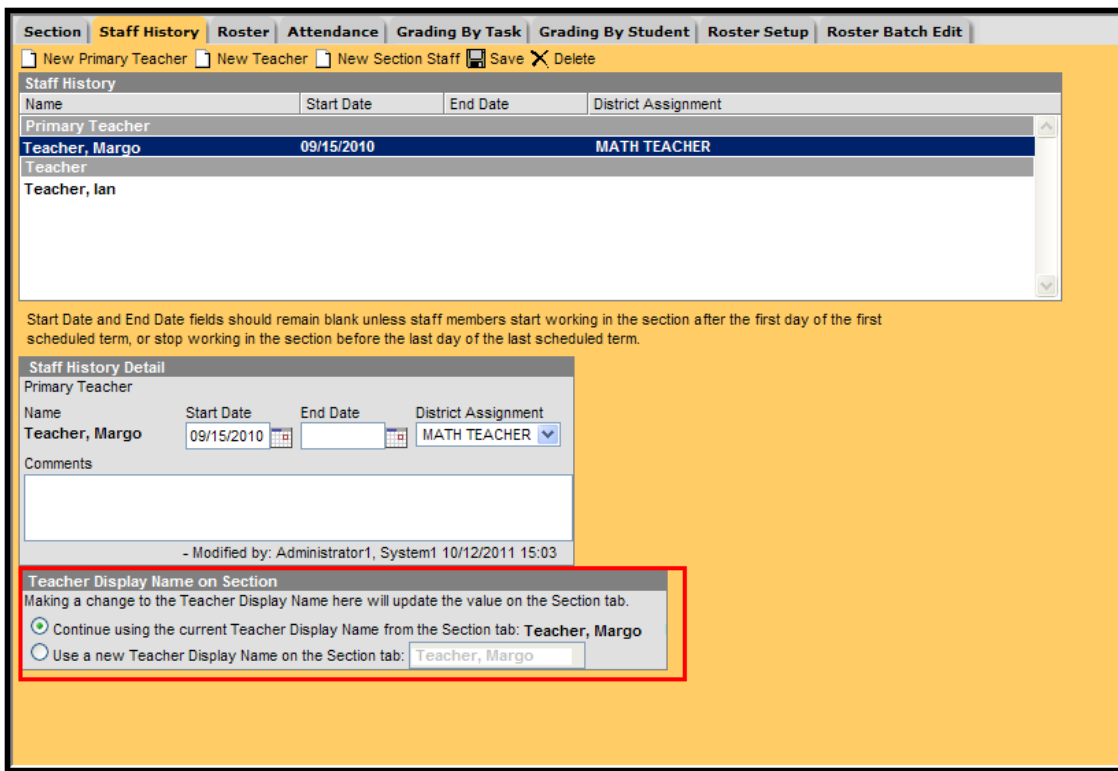 Section Staff History Roster Attendance Grading By Task Grading By Student Roster Setup Roster Batch Edit
New Primary Teacher New Teacher New Section Staff Save Delete
Staff History
Name Start Date End Date District Assignment
Primary Teacher
Teacher, Margo 09/15/2010 MATH TEACHER
Teacher
Teacher, Ian
Start Date and End Date fields should remain blank unless staff members start working in the section after the first day of the first
scheduled term, or stop working in the section before the last day of the last scheduled term.
Staff History Detail
Primary Teacher
Name Start Date End Date District Assignment
Teacher, Margo 09/15/2010 MATH TEACHER
Comments
- Modified by: Administrator1, System1 10/12/2011 15:03
Teacher Display Name on Section
Making a change to the Teacher Display Name here will update the value on the Section tab.
Continue using the current Teacher Display Name from the Section tab: Teacher, Margo
Use a new Teacher Display Name on the Section tab: Teacher, Margo